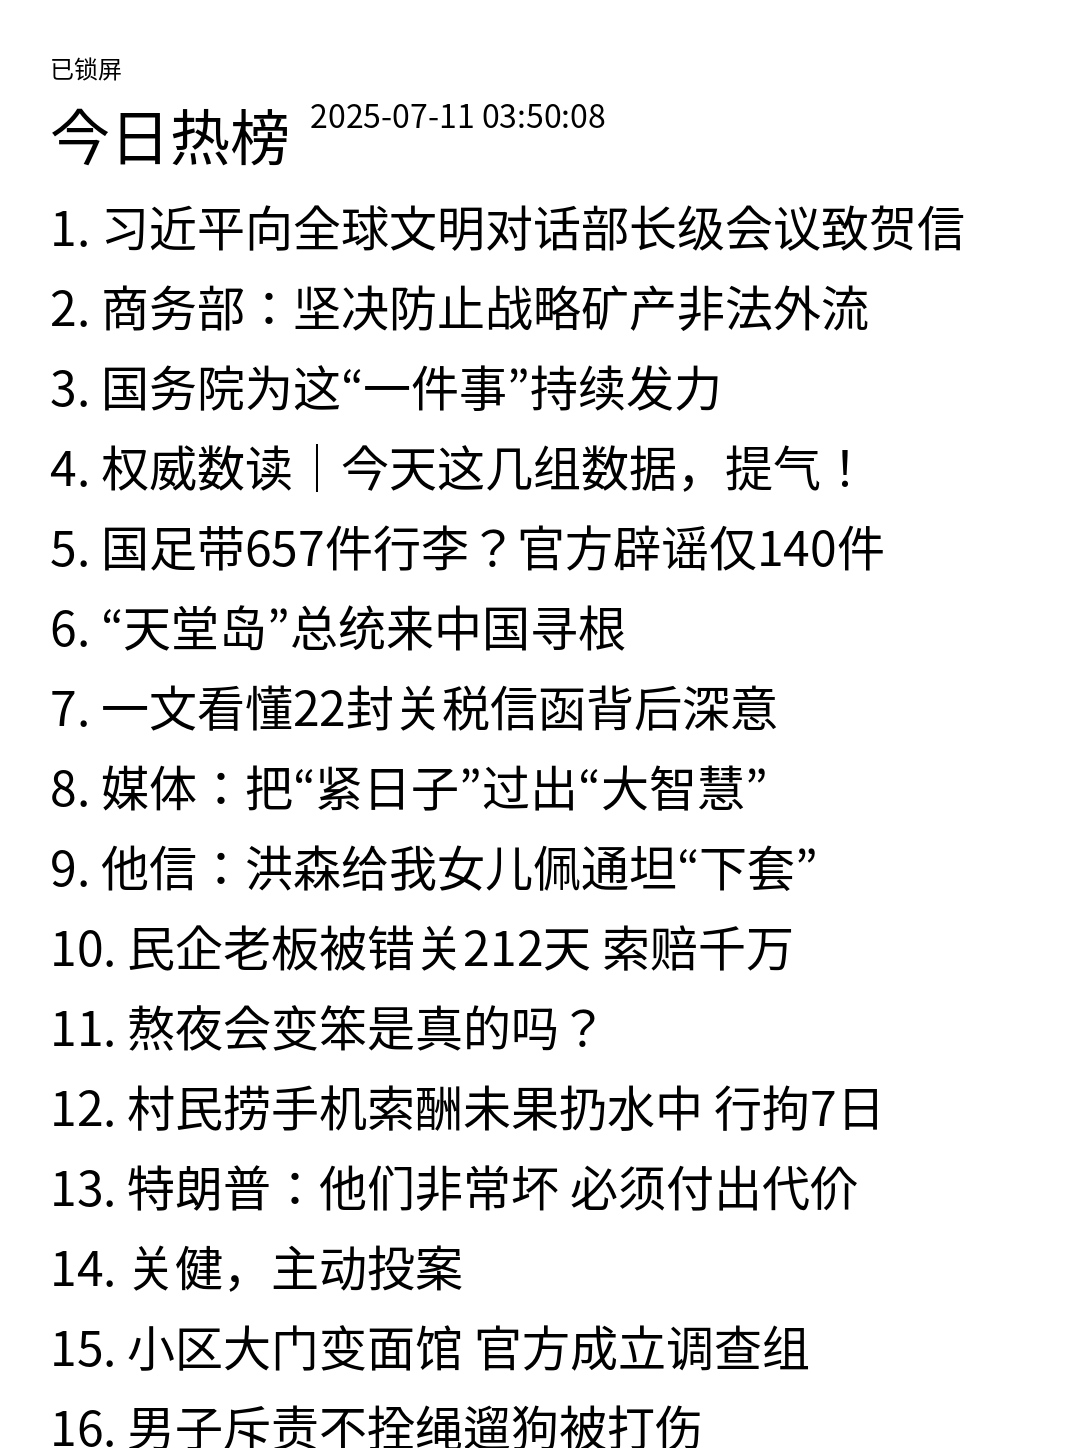 已锁屏
今日热榜 2025-07-11 03:50:08
1. 习近平向全球文明对话部长级会议致贺信
2. 商务部：坚决防止战略矿产非法外流
3. 国务院为这“一件事”持续发力
4. 权威数读｜今天这几组数据，提气！
5. 国足带657件行李？官方辟谣仅140件
6. “天堂岛”总统来中国寻根
7. 一文看懂22封关税信函背后深意
8. 媒体：把“紧日子”过出“大智慧”
9. 他信：洪森给我女儿佩通坦“下套”
10. 民企老板被错关212天 索赔千万
11. 熬夜会变笨是真的吗？
12. 村民捞手机索酬未果扔水中 行拘7日
13. 特朗普：他们非常坏 必须付出代价
14. 关健，主动投案
15. 小区大门变面馆 官方成立调查组
16. 男子斥责不拴绳遛狗被打伤